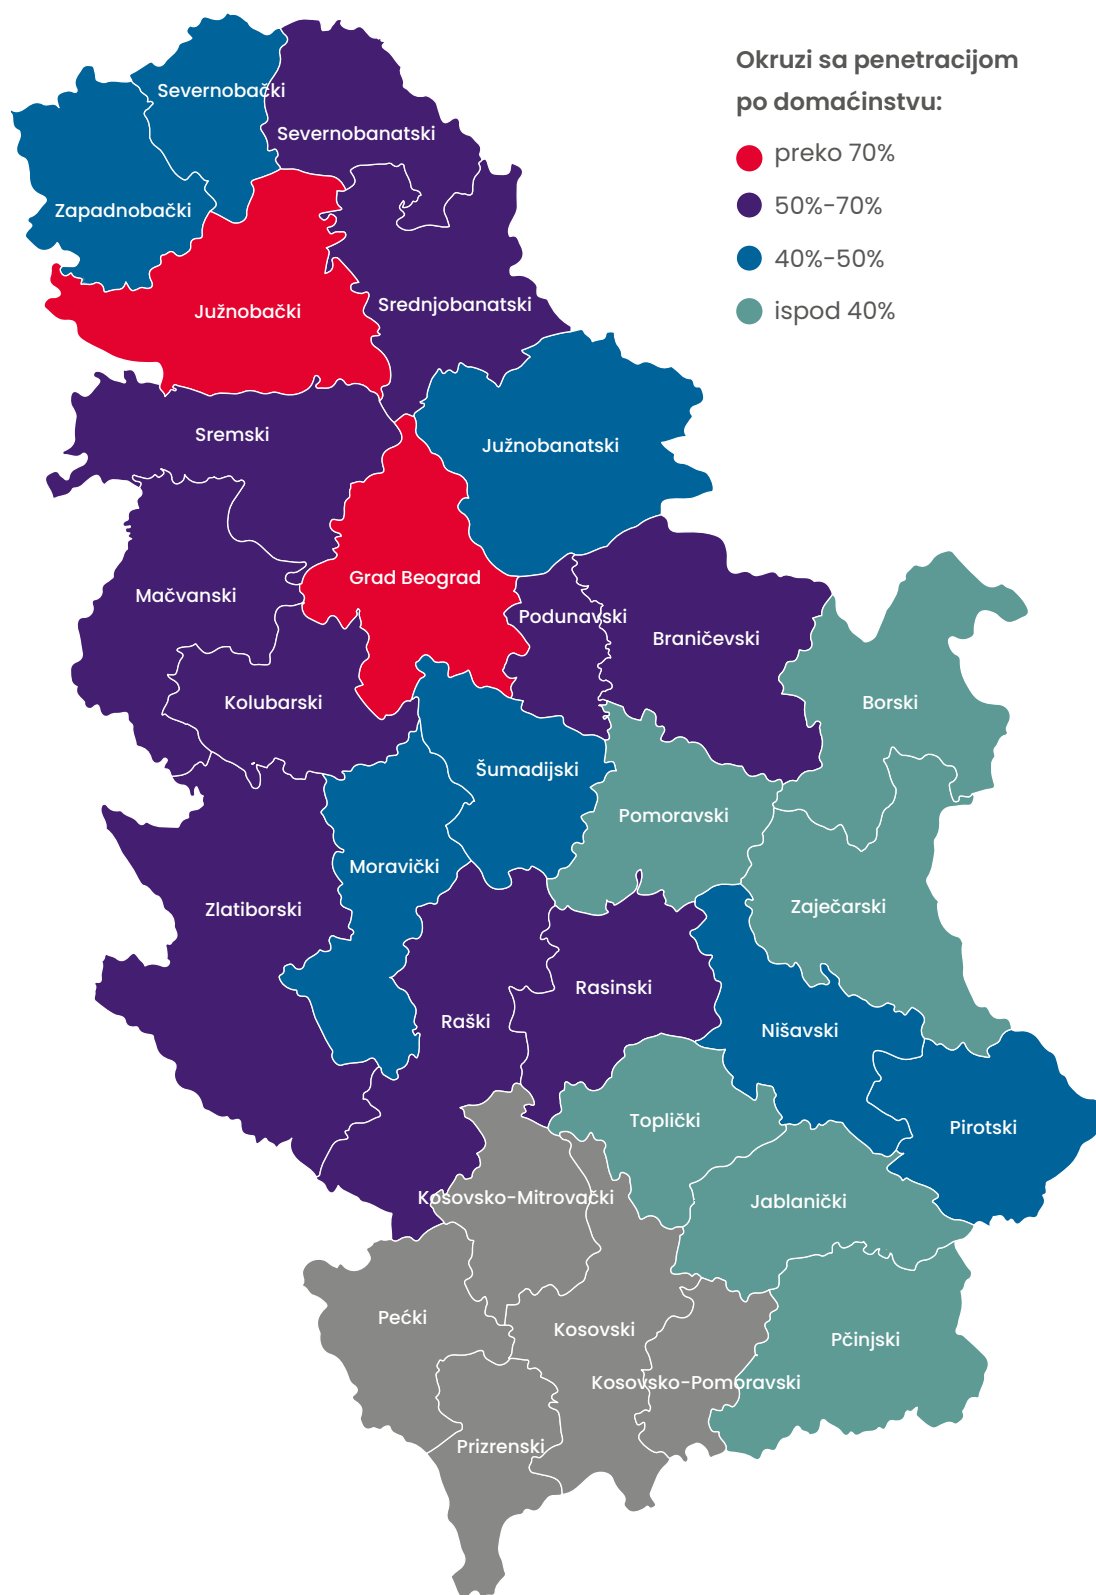 Okruzi sa penetracijom
po domaćinstvu:
preko 70%
50%-70%
40%-50%
ispod 40%
Severnobački
Severnobanatski
Zapadnobački
Južnobački
Srednjobanatski
Sremski
Južnobanatski
Grad Beograd
Mačvanski
Podunavski
Braničevski
Kolubarski
Borski
Šumadijski
Pomoravski
Moravički
Zlatiborski
Zaječarski
Rasinski
Raški
Nišavski
Toplički
Pirotski
Kosovsko-Mitrovački
Jablanički
Pećki
Kosovski
Pčinjski
Kosovsko-Pomoravski
Prizrenski